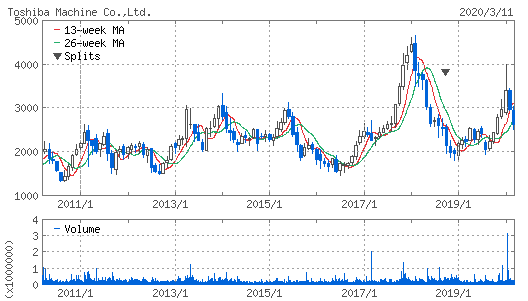 Toshiba Machine Co.,Ltd. 2020/3/11
5000
13-week MA
26-week MA
Splits
4000
3000
2000
1000
2011/1 2013/1 2015/1 2017/1 2019/1
4
Volume
3
2
1
0
(x1000000)
2011/1 2013/1 2015/1 2017/1 2019/1